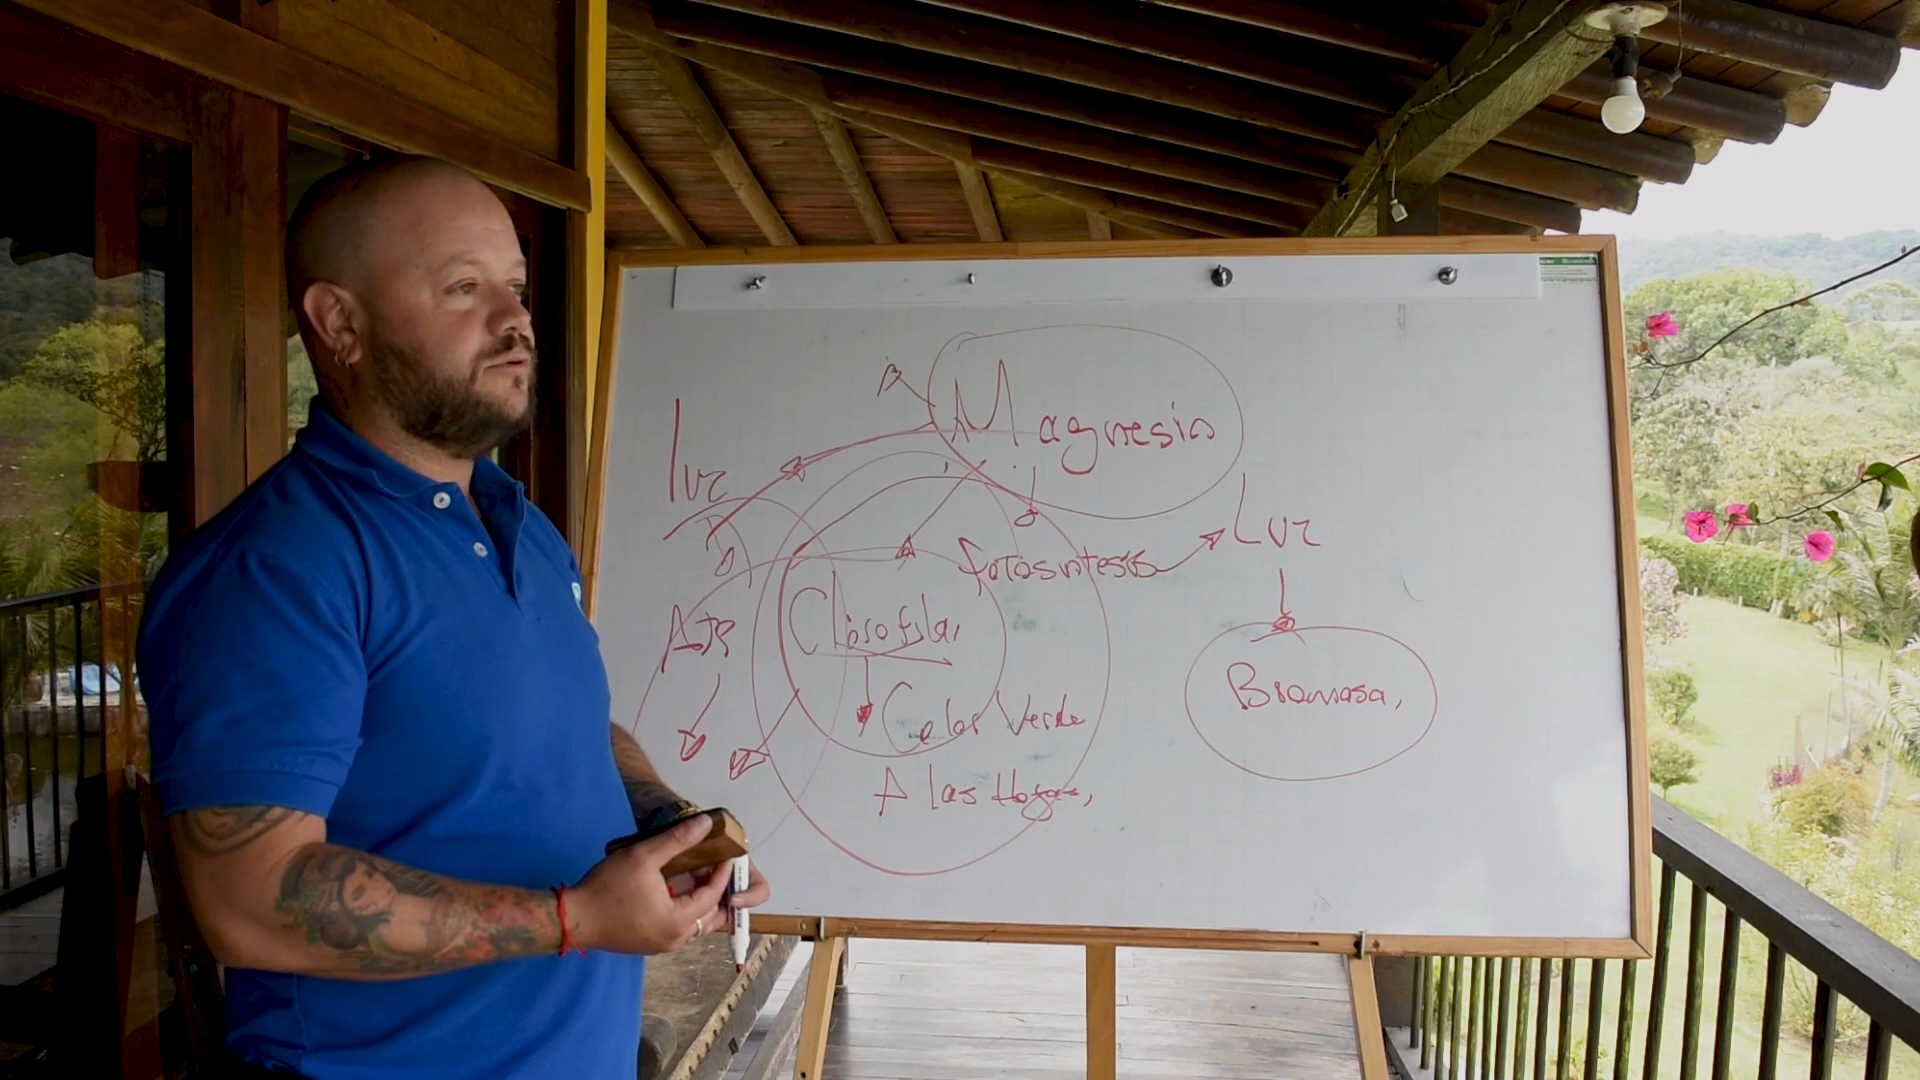 Magnesio
luz
Luz
fotosintesis
ATP
Clorofila,
Color Verde
A las Hojas,
Biomasa,